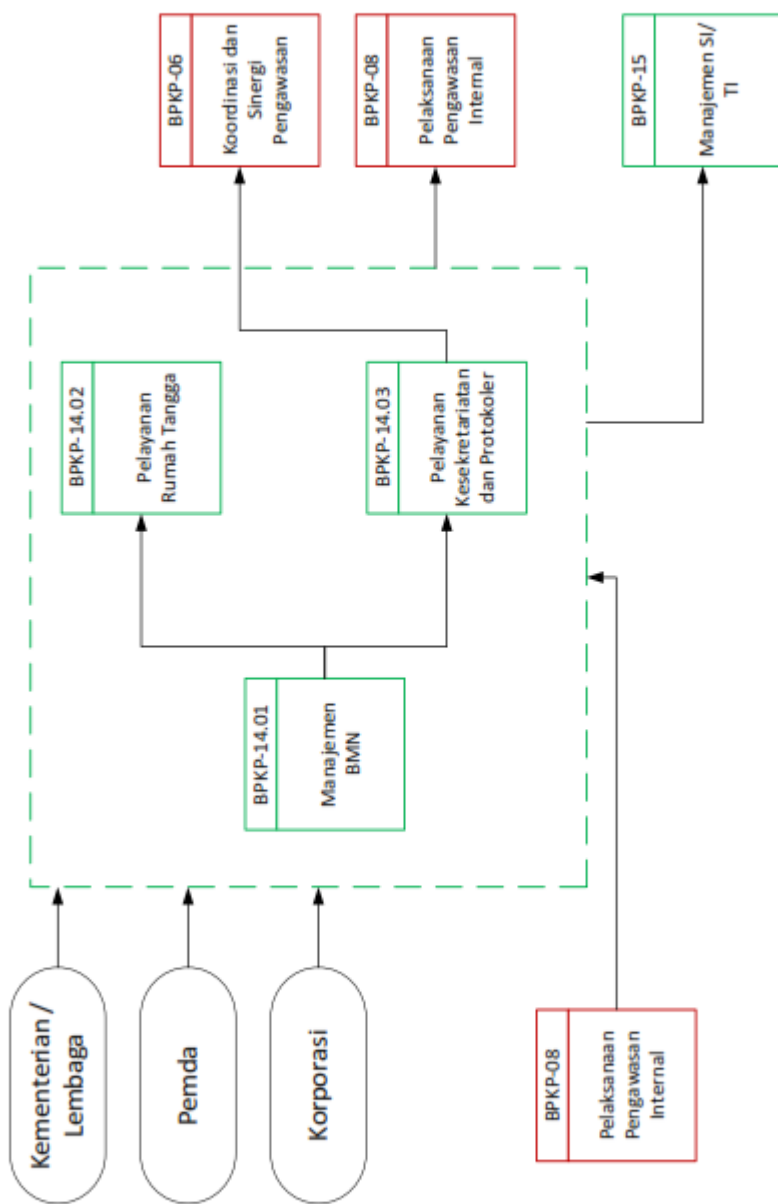 Kementerian /
Lembaga
Pemda
Korporasi
BPKP-08
Pelaksanaan
Pengawasan
Internal
BPKP-14.01
Manajemen
BMN
BPKP-14.02
Pelayanan
Rumah Tangga
BPKP-14.03
Pelayanan
Kesekretariatan
dan Protokoler
BPKP-06
Koordinasi dan
Sinergi
Pengawasan
BPKP-08
Pelaksanaan
Pengawasan
Internal
BPKP-15
Manajemen SI/
TI